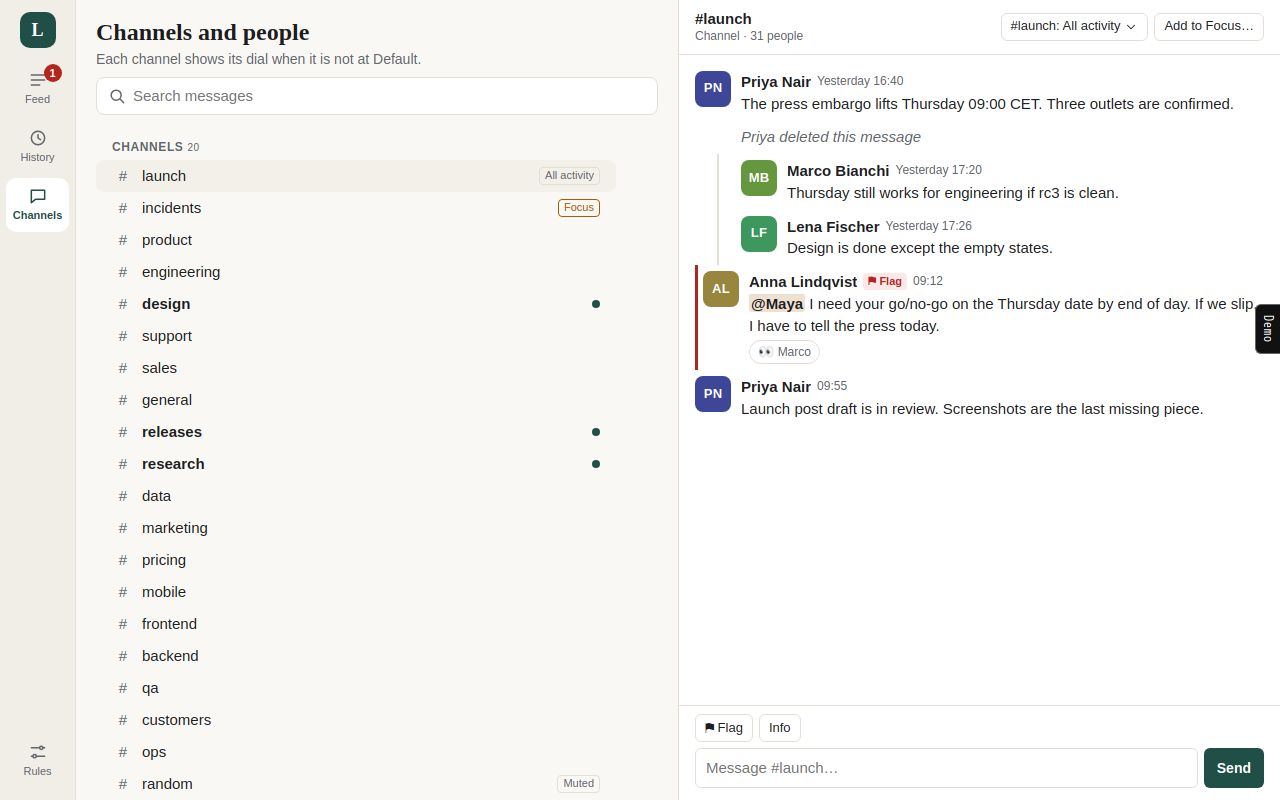 L
1
Feed
History
Channels
Rules
Channels and people
Each channel shows its dial when it is not at Default.
Search messages
CHANNELS 20
# launch All activity
# incidents Focus
# product
# engineering
# design
# support
# sales
# general
# releases
# research
# data
# marketing
# pricing
# mobile
# frontend
# backend
# qa
# customers
# ops
# random Muted
#launch
Channel · 31 people
#launch: All activity
Add to Focus…
PN
Priya Nair Yesterday 16:40
The press embargo lifts Thursday 09:00 CET. Three outlets are confirmed.
Priya deleted this message
MB
Marco Bianchi Yesterday 17:20
Thursday still works for engineering if rc3 is clean.
LF
Lena Fischer Yesterday 17:26
Design is done except the empty states.
AL
Anna Lindqvist Flag 09:12
@Maya I need your go/no-go on the Thursday date by end of day. If we slip,
I have to tell the press today.
👀 Marco
PN
Priya Nair 09:55
Launch post draft is in review. Screenshots are the last missing piece.
Demo
Flag
Info
Message #launch…
Send